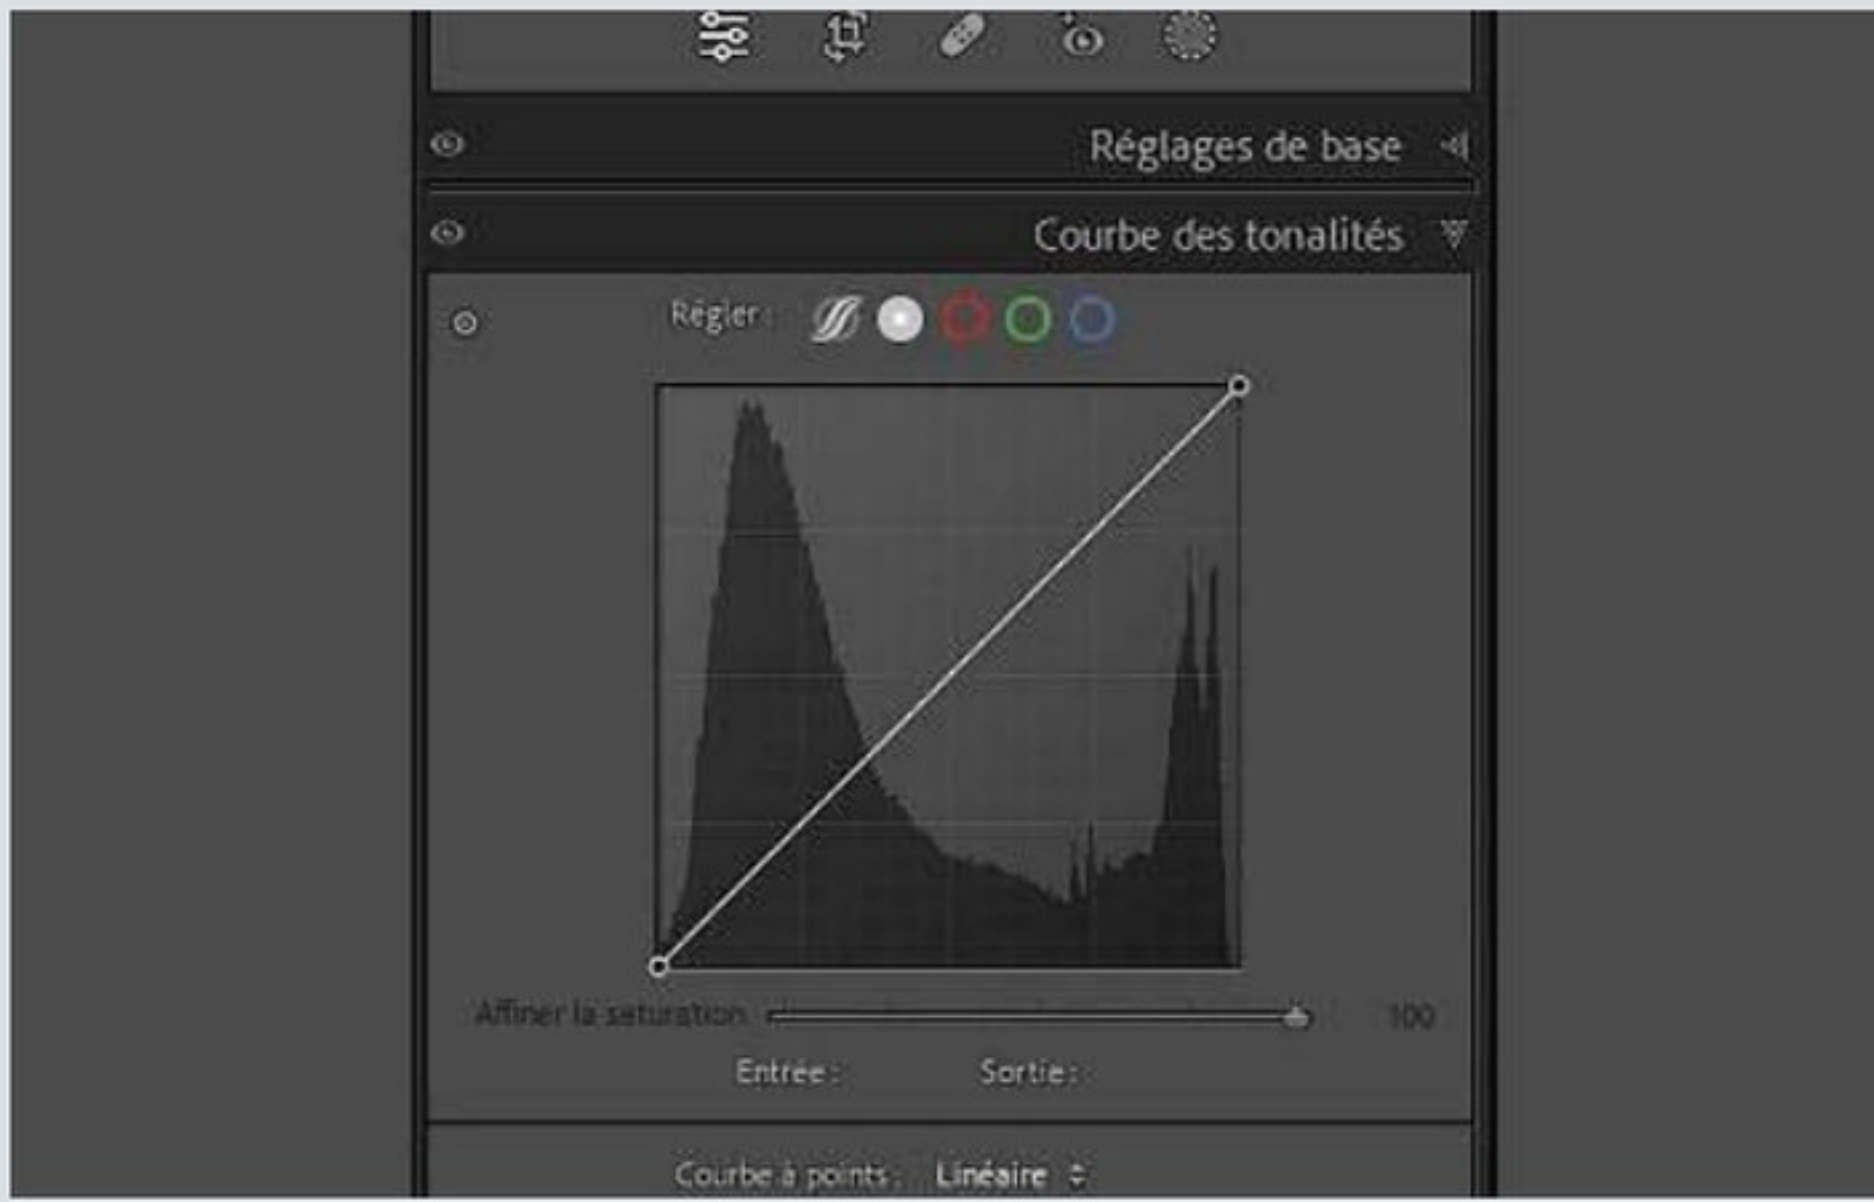 Réglages de base
Courbe des tonalités
Régler :
Affiner la saturation 100
Entrée : Sortie :
Courbe à points : Linéaire